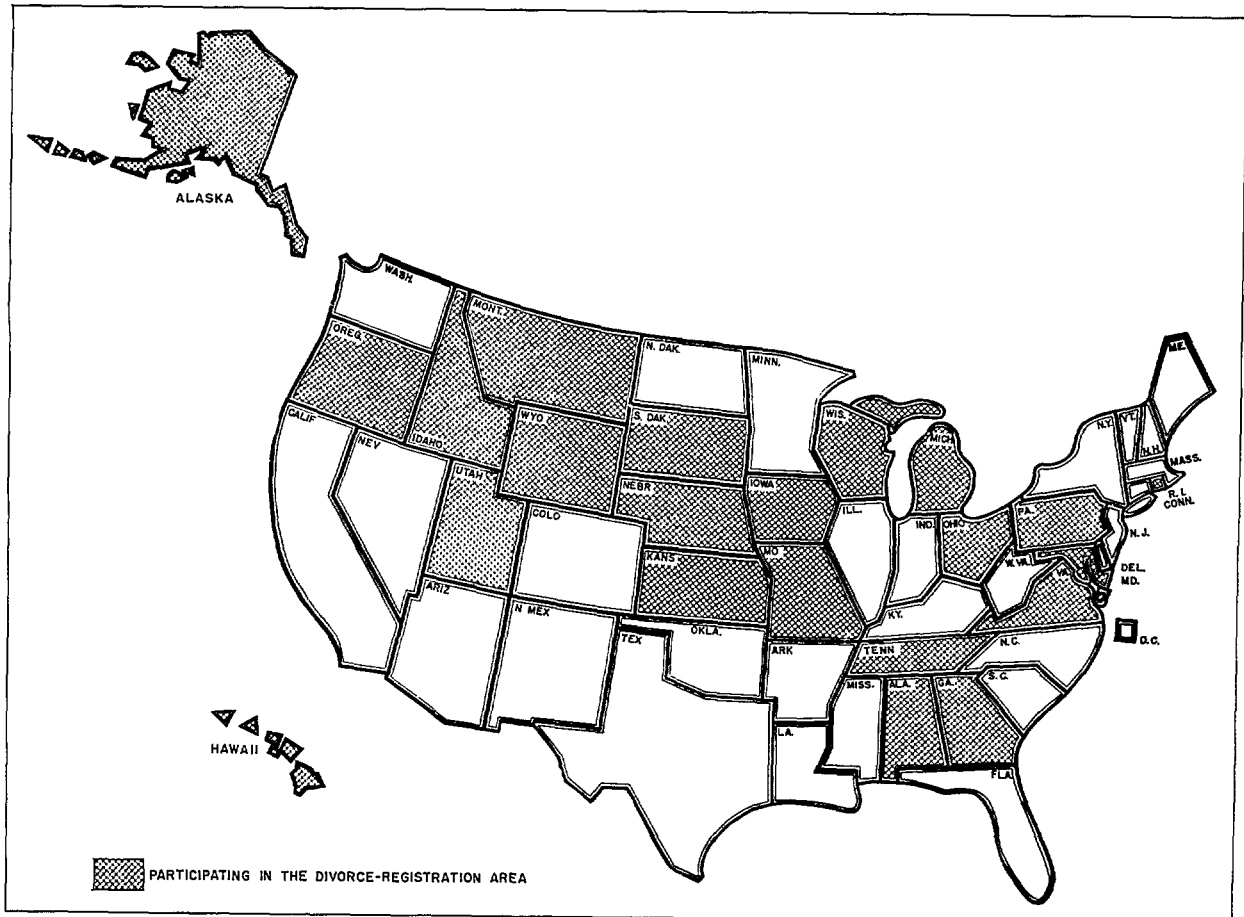 ALASKA
WASH.
MONT.
N. DAK.
MINN.
ME.
OREG.
WYO
S. DAK.
WIS.
MICH
N.Y.
VT.
N.H.
MASS.
CALIF
NEV
IDAHO
UTAH
NEBR
IOWA
R. I.
CONN.
COLO
ILL.
IND.
OHIO
PA.
N. J.
KANS
MO
W. VA.
VA.
DEL.
MD.
ARIZ
N MEX
TEX
OKLA.
KY.
D.C.
ARK
TENN
N.C.
MISS.
ALA.
GA.
S.C.
LA.
FLA.
HAWAII
PARTICIPATING IN THE DIVORCE-REGISTRATION AREA